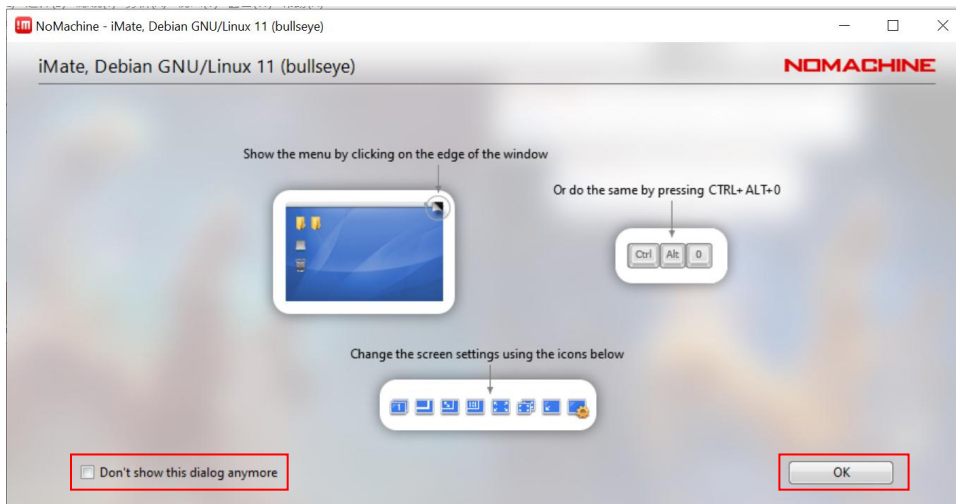 NoMachine - iMate, Debian GNU/Linux 11 (bullseye)
iMate, Debian GNU/Linux 11 (bullseye)
NOMACHINE
Show the menu by clicking on the edge of the window
Or do the same by pressing CTRL+ALT+0
Ctrl Alt 0
Change the screen settings using the icons below
Don't show this dialog anymore
OK